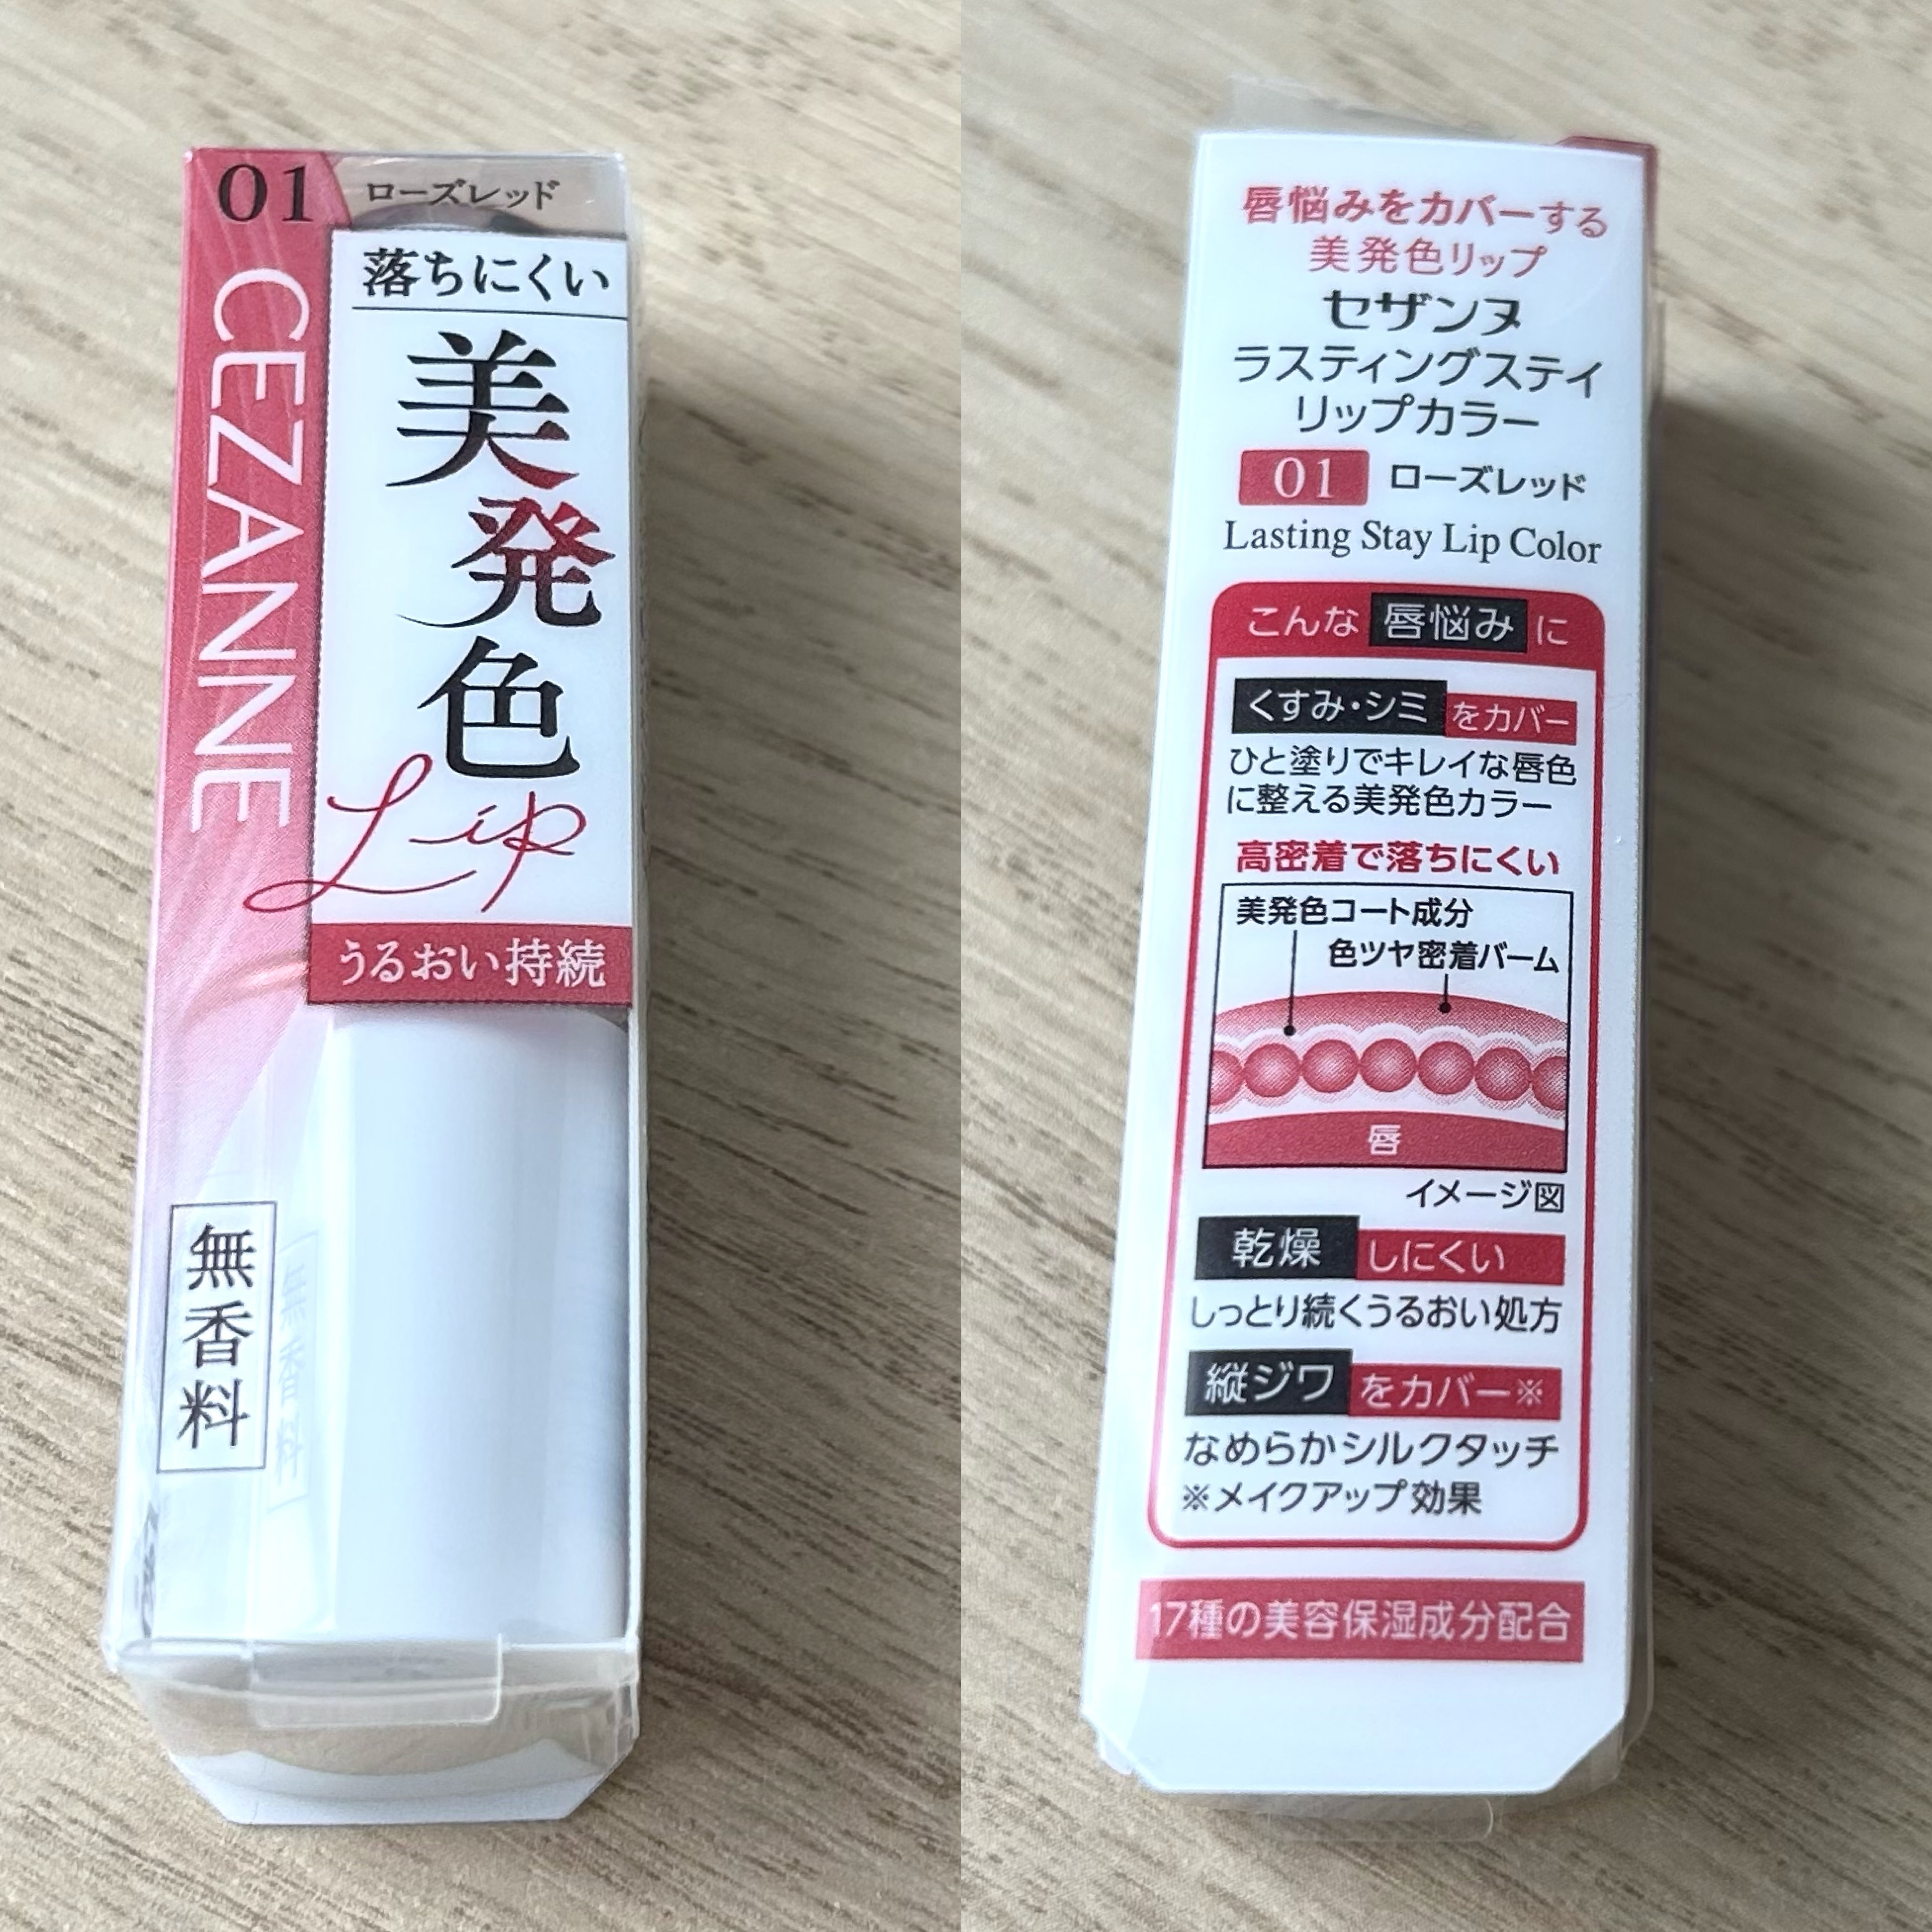 01 ローズレッド
CEZANNE
落ちにくい
美発色
Lip
うるおい持続
無香料
唇悩みをカバーする
美発色リップ
セザンヌ
ラスティングステイ
リップカラー
01 ローズレッド
Lasting Stay Lip Color
こんな唇悩みに
くすみ・シミをカバー
ひと塗りでキレイな唇色
に整える美発色カラー
高密着で落ちにくい
美発色コート成分
色ツヤ密着バーム
唇
イメージ図
乾燥しにくい
しっとり続くうるおい処方
縦ジワをカバー※
なめらかシルクタッチ
※メイクアップ効果
17種の美容保湿成分配合